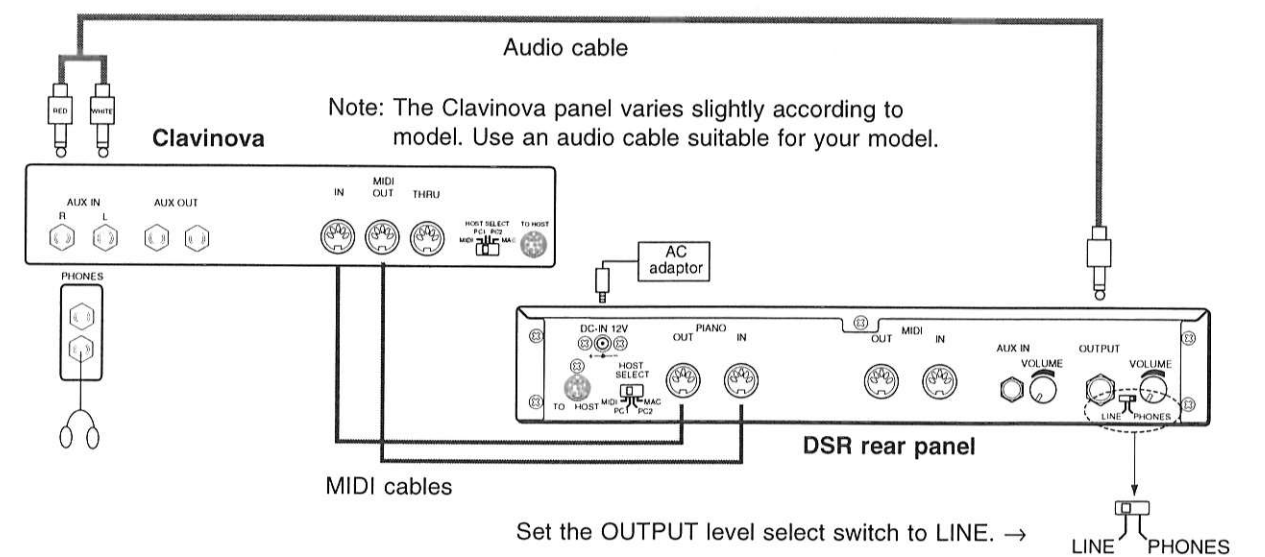 Audio cable
RED
WHITE
Note: The Clavinova panel varies slightly according to
model. Use an audio cable suitable for your model.
Clavinova
AUX IN
R
L
AUX OUT
IN
MIDI
OUT
THRU
HOST SELECT
PC1 PC2
MIDI
MAC
TO HOST
PHONES
AC
adaptor
DC-IN 12V
OUT
PIANO
IN
HOST
SELECT
TO HOST
MIDI
MAC
PC1
PC2
OUT
MIDI
IN
AUX IN
VOLUME
OUTPUT
VOLUME
LINE
PHONES
DSR rear panel
MIDI cables
Set the OUTPUT level select switch to LINE. →
LINE
PHONES